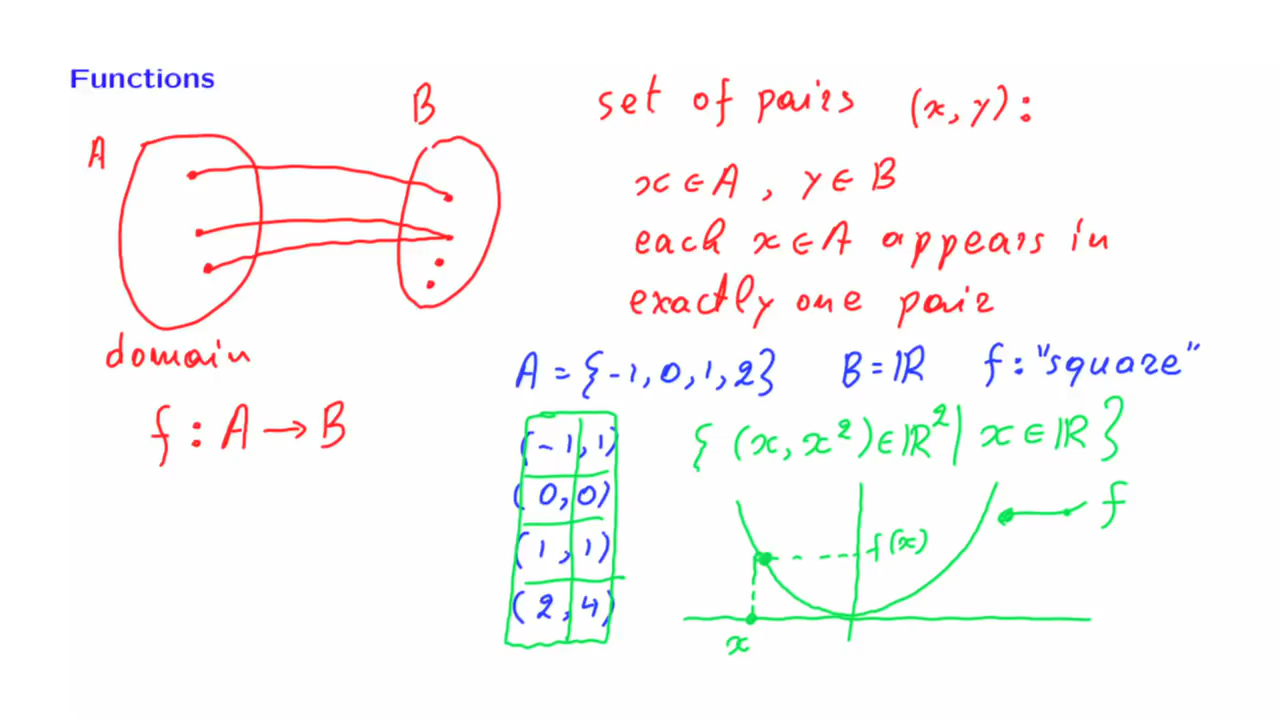 Functions
A
B
domain
f : A → B
set of pairs (x, y) :
x ∈ A , y ∈ B
each x ∈ A appears in
exactly one pair
A = {-1, 0, 1, 2} B = ℝ f : "square"
(-1, 1)
(0, 0)
(1, 1)
(2, 4)
{ (x, x²) ∈ ℝ² | x ∈ ℝ }
f
f(x)
x